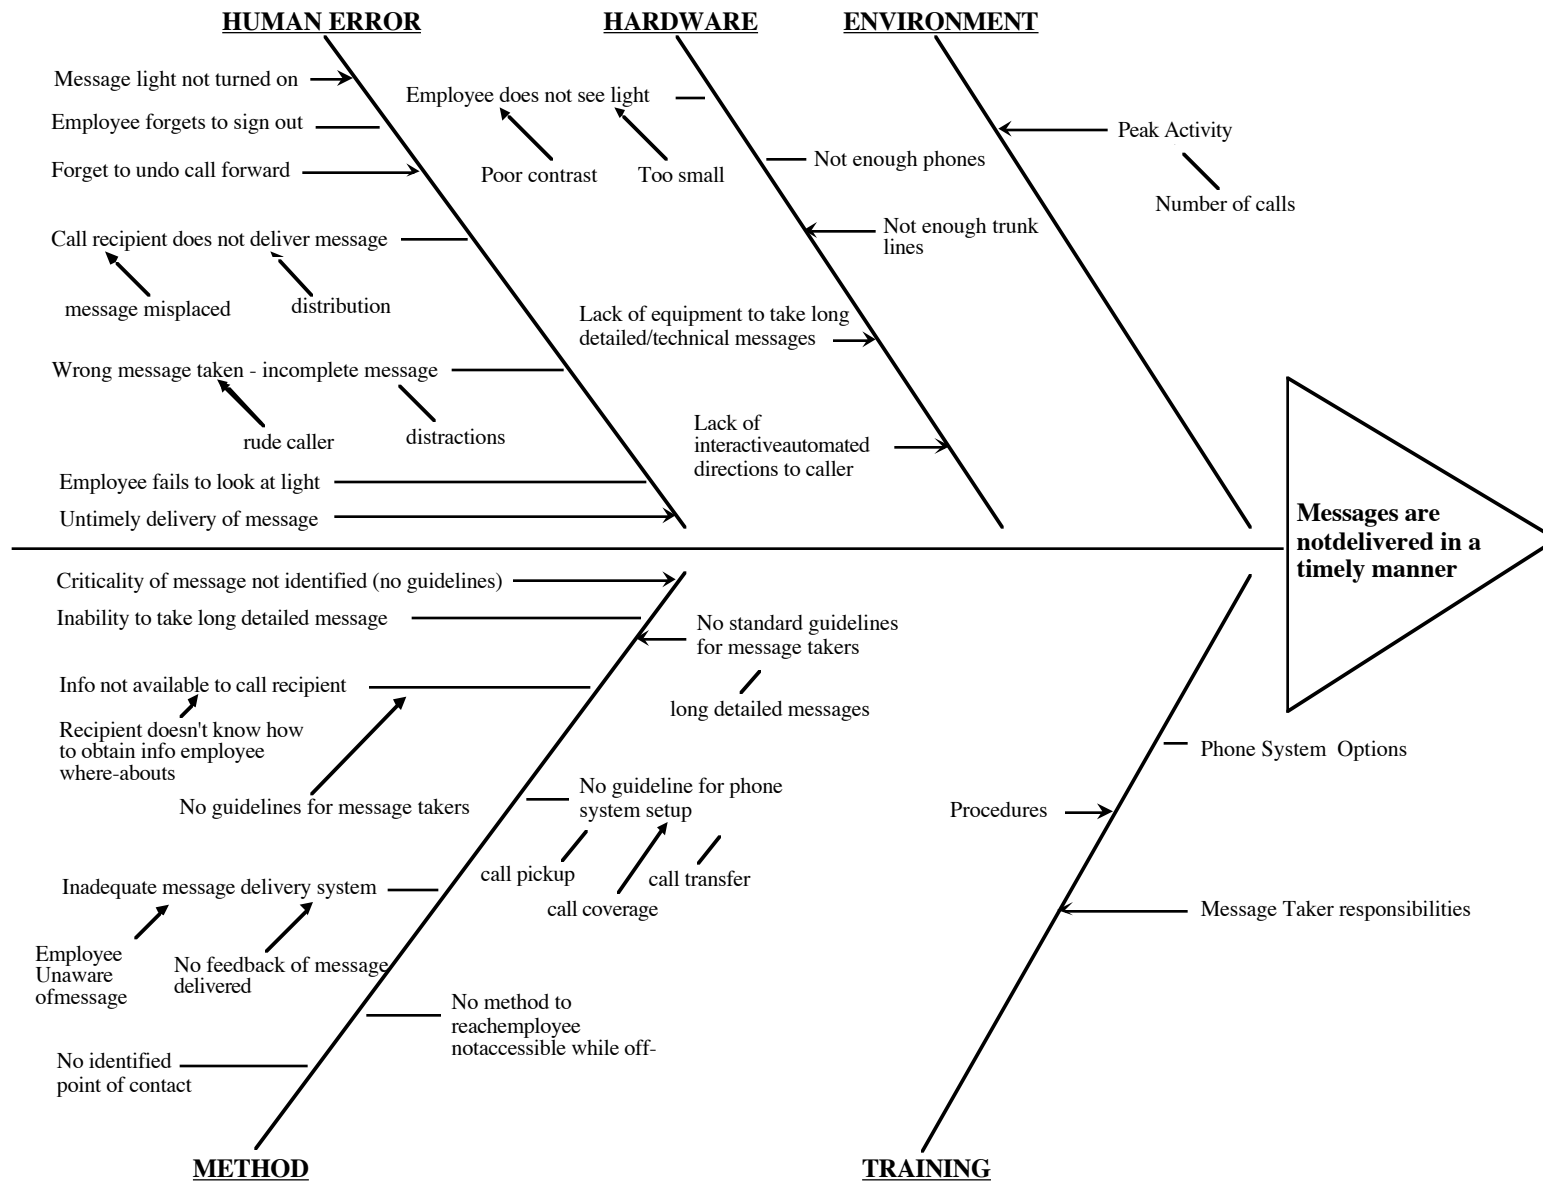 HUMAN ERROR
Message light not turned on
Employee forgets to sign out
Forget to undo call forward
Call recipient does not deliver message
message misplaced
distribution
Wrong message taken - incomplete message
rude caller
distractions
Employee fails to look at light
Untimely delivery of message
HARDWARE
Employee does not see light
Poor contrast
Too small
Not enough phones
Not enough trunk
lines
Lack of equipment to take long
detailed/technical messages
Lack of
interactiveautomated
directions to caller
ENVIRONMENT
Peak Activity
Number of calls
Messages are
notdelivered in a
timely manner
Criticality of message not identified (no guidelines)
Inability to take long detailed message
No standard guidelines
for message takers
long detailed messages
Info not available to call recipient
Recipient doesn't know how
to obtain info employee
where-abouts
No guidelines for message takers
No guideline for phone
system setup
call pickup
call coverage
call transfer
Inadequate message delivery system
Employee
Unaware
ofmessage
No feedback of message
delivered
No method to
reachemployee
notaccessible while off-
No identified
point of contact
METHOD
Phone System  Options
Procedures
Message Taker responsibilities
TRAINING